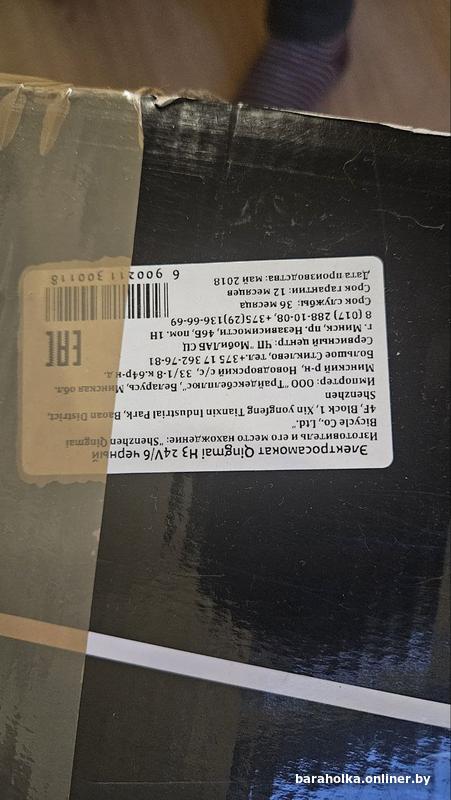 Электросамокат Qingmai H3 24V/6 черный
Изготовитель и его место нахождение: "Shenzhen Qingmai
Bicycle Co., Ltd."
4F, Block 1, Xin yongfeng Tianxin Industrial Park, Baoan District,
Shenzhen
Импортер: ООО "Трайдексбелплюс", Беларусь, Минская обл.
Минский р-н, Новодворский с/с, 33/1-8 к.64р-н д.
Большое Стиклево, тел.+375 17 362-76-81
Сервисный центр: ЧП "МобиЛАБ СЦ
г. Минск, пр. Независимости, 46В, пом. 1Н
8 (017) 288-10-08, +375(29)136-66-69
Срок службы: 36 месяца
Срок гарантии: 12 месяцев
Дата производства: май 2018
EAC
6 900211 300118
baraholka.onliner.by